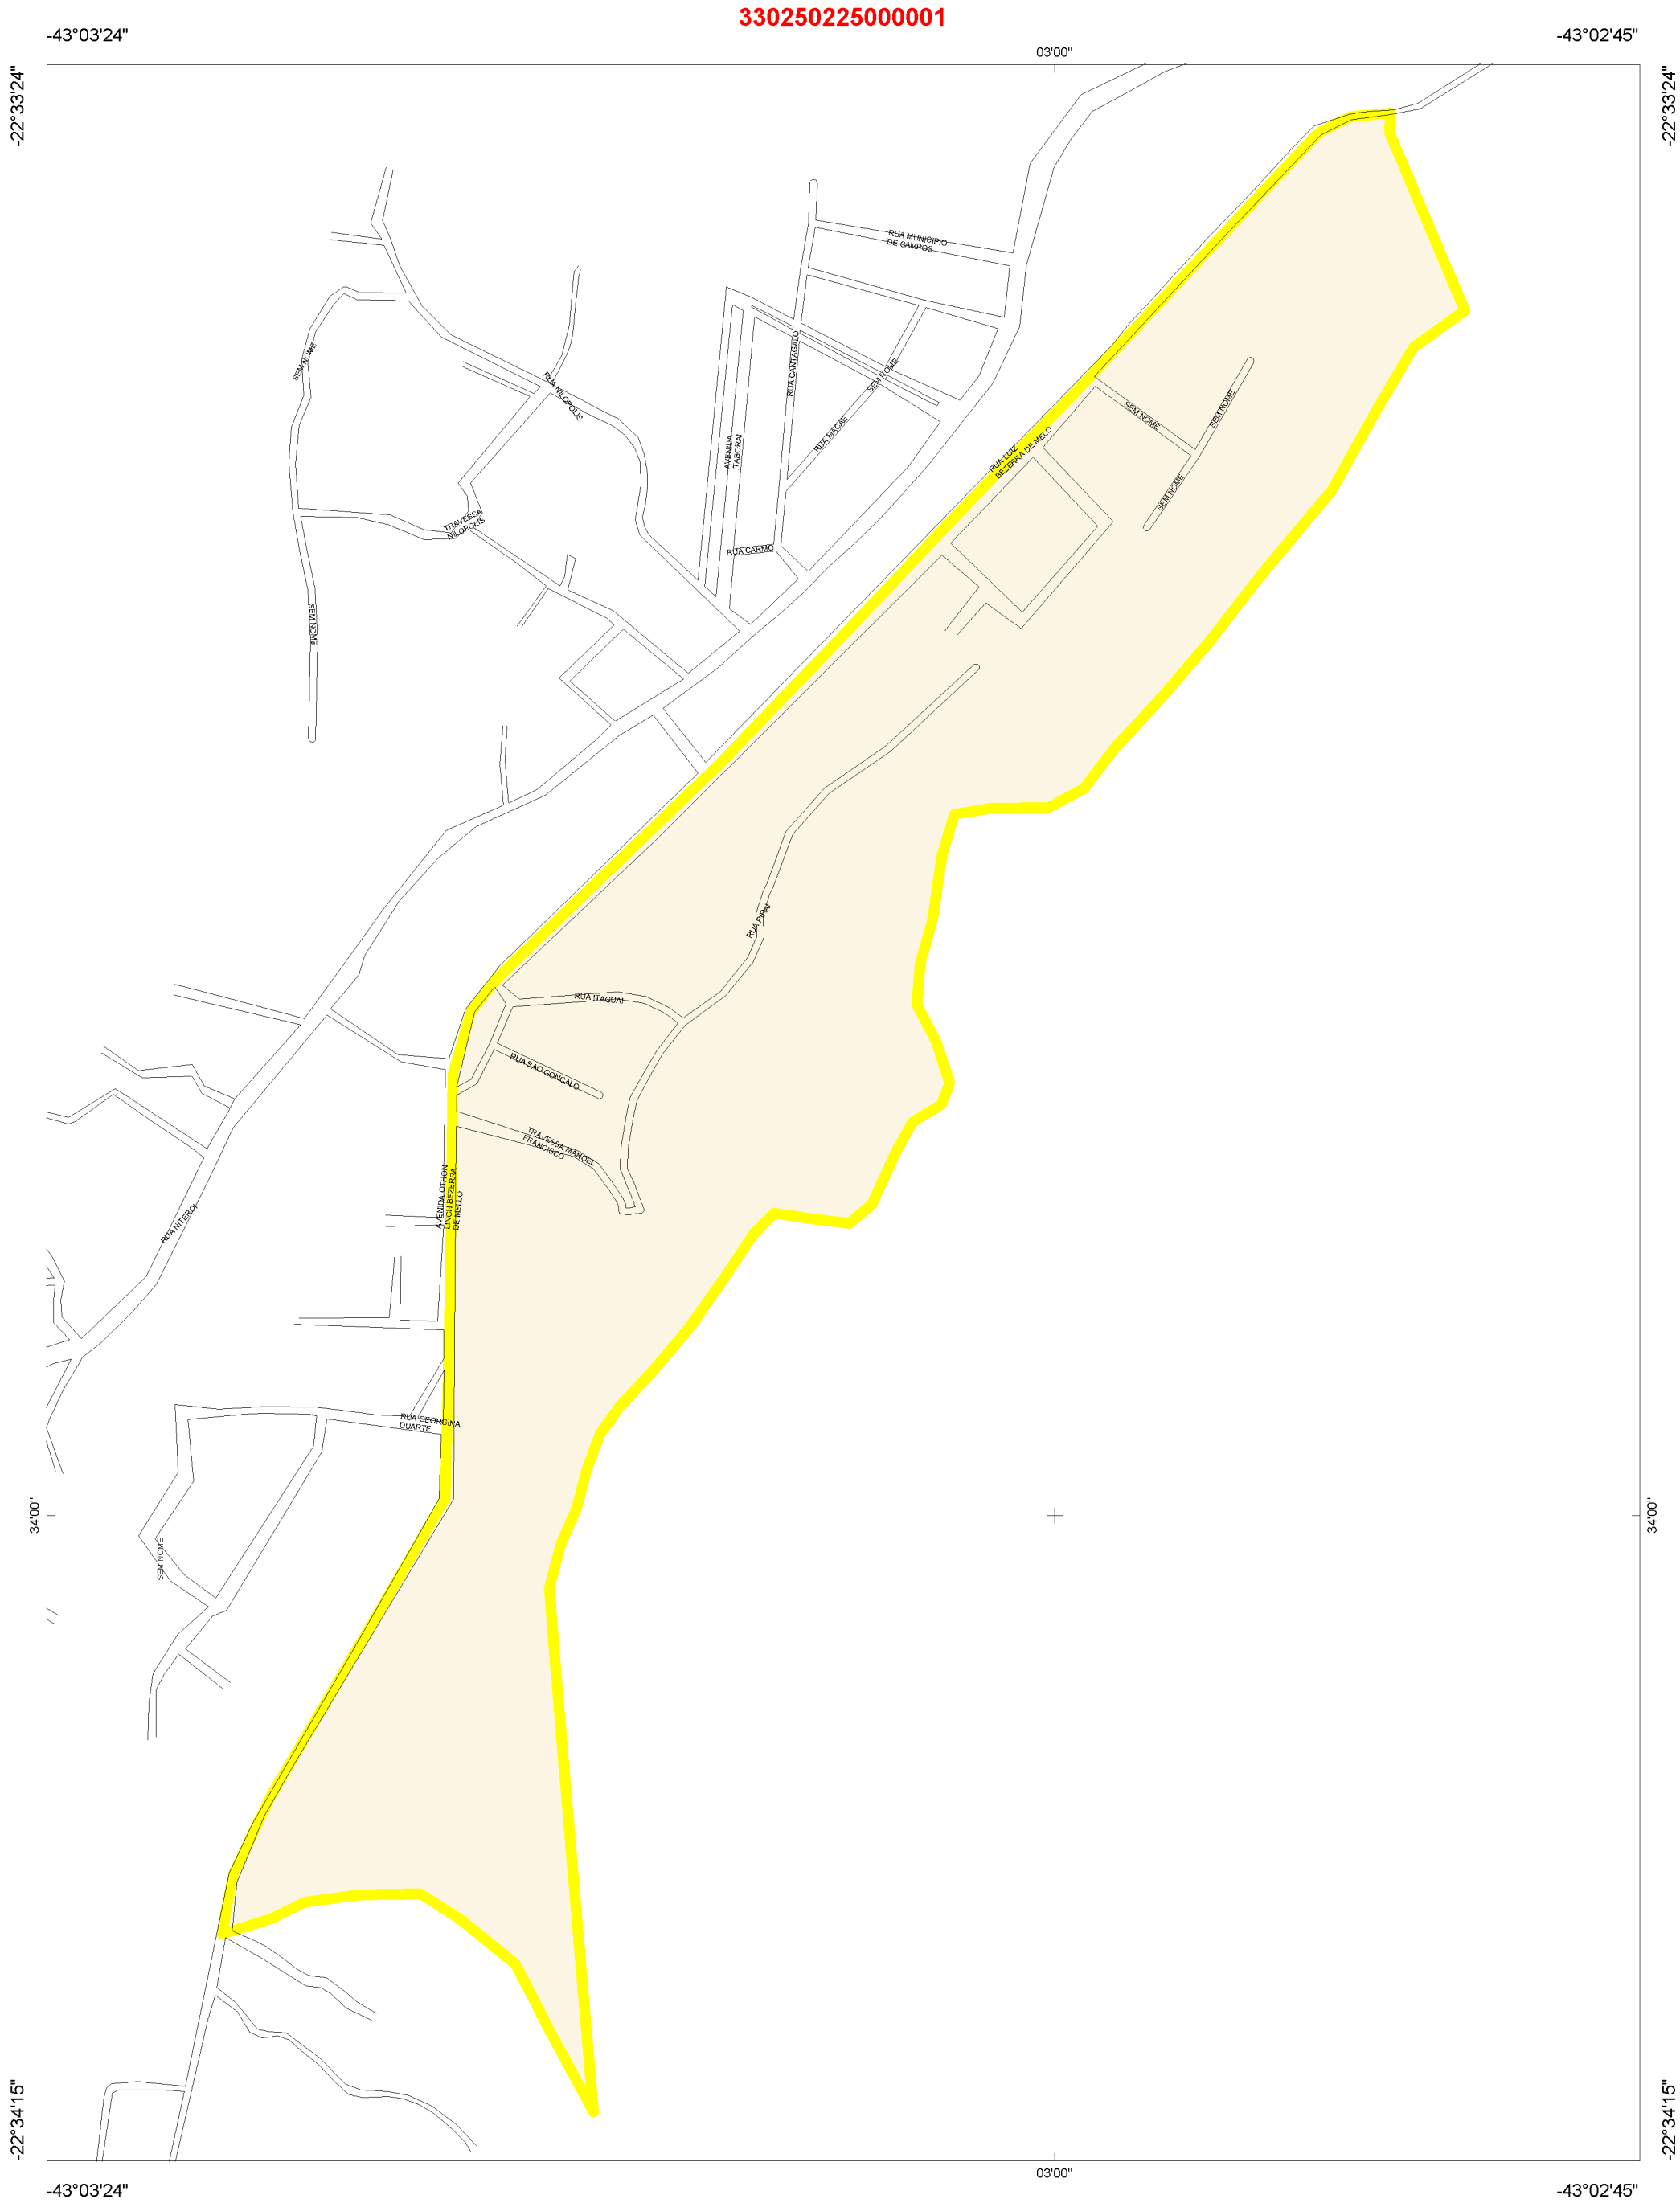 330250225000001
-43°03'24"
03'00"
-43°02'45"
-22°33'24"
-22°33'24"
RUA MUNICIPIO
DE CAMPOS
SEM NOME
RUA NILOPOLIS
RUA CANTAGALO
SEM NOME
RUA MACAE
AVENIDA
ITABORAI
SEM NOME
SEM NOME
RUA LUIZ
BEZERRA DE MELO
SEM NOME
TRAVESSA
NILOPOLIS
RUA CARMO
SEM NOME
RUA PIRAI
RUA ITAGUAI
RUA SAO GONCALO
TRAVESSA MANOEL
FRANCISCO
AVENIDA OTHON
LINCH BEZERRA
DE MELLO
RUA NITEROI
RUA GEORGINA
DUARTE
34'00"
34'00"
SEM NOME
-22°34'15"
-22°34'15"
-43°03'24"
03'00"
-43°02'45"